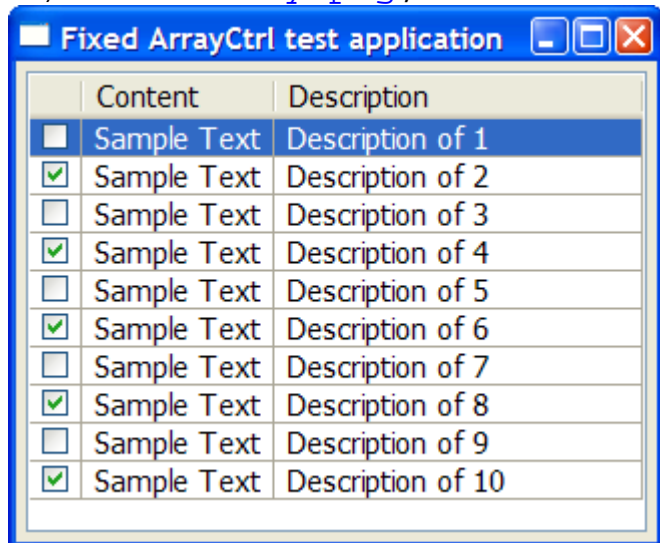 Fixed ArrayCtrl test application
Content Description
Sample Text Description of 1
Sample Text Description of 2
Sample Text Description of 3
Sample Text Description of 4
Sample Text Description of 5
Sample Text Description of 6
Sample Text Description of 7
Sample Text Description of 8
Sample Text Description of 9
Sample Text Description of 10